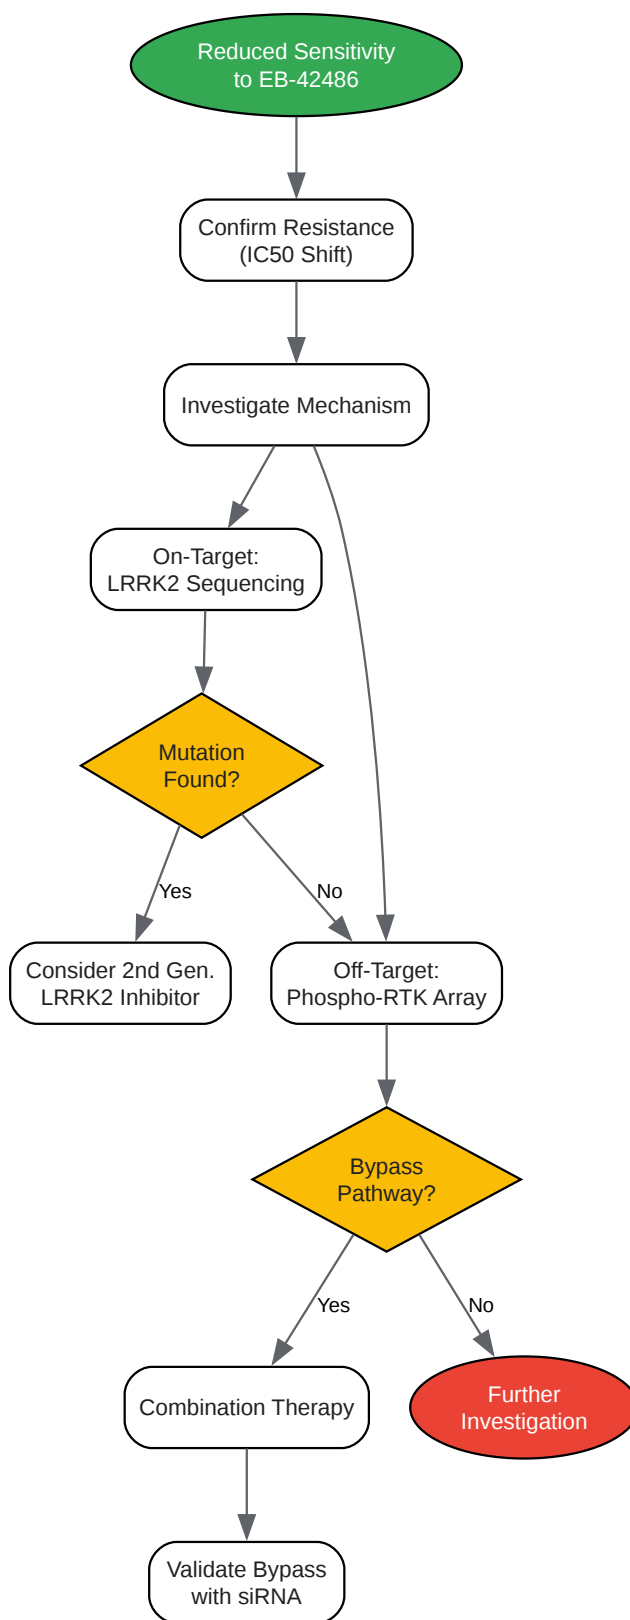 Reduced Sensitivity
to EB-42486
Confirm Resistance
(IC50 Shift)
Investigate Mechanism
On-Target:
LRRK2 Sequencing
Mutation
Found?
Yes
No
Consider 2nd Gen.
LRRK2 Inhibitor
Off-Target:
Phospho-RTK Array
Bypass
Pathway?
Yes
No
Combination Therapy
Further
Investigation
Validate Bypass
with siRNA